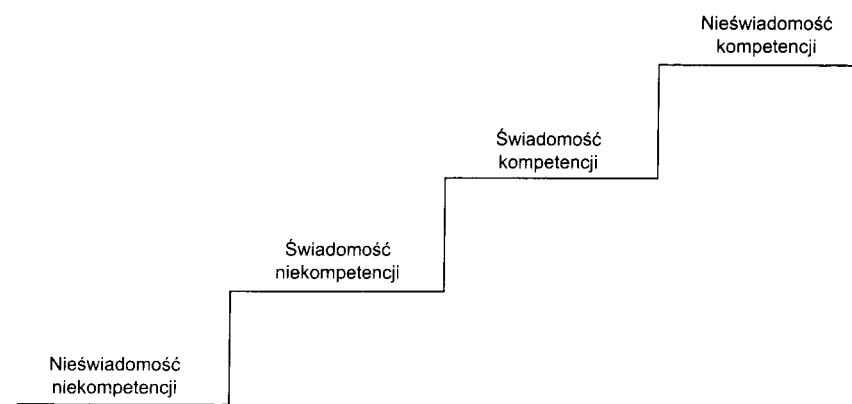 Nieświadomość
kompetencji
Świadomość
kompetencji
Świadomość
niekompetencji
Nieświadomość
niekompetencji